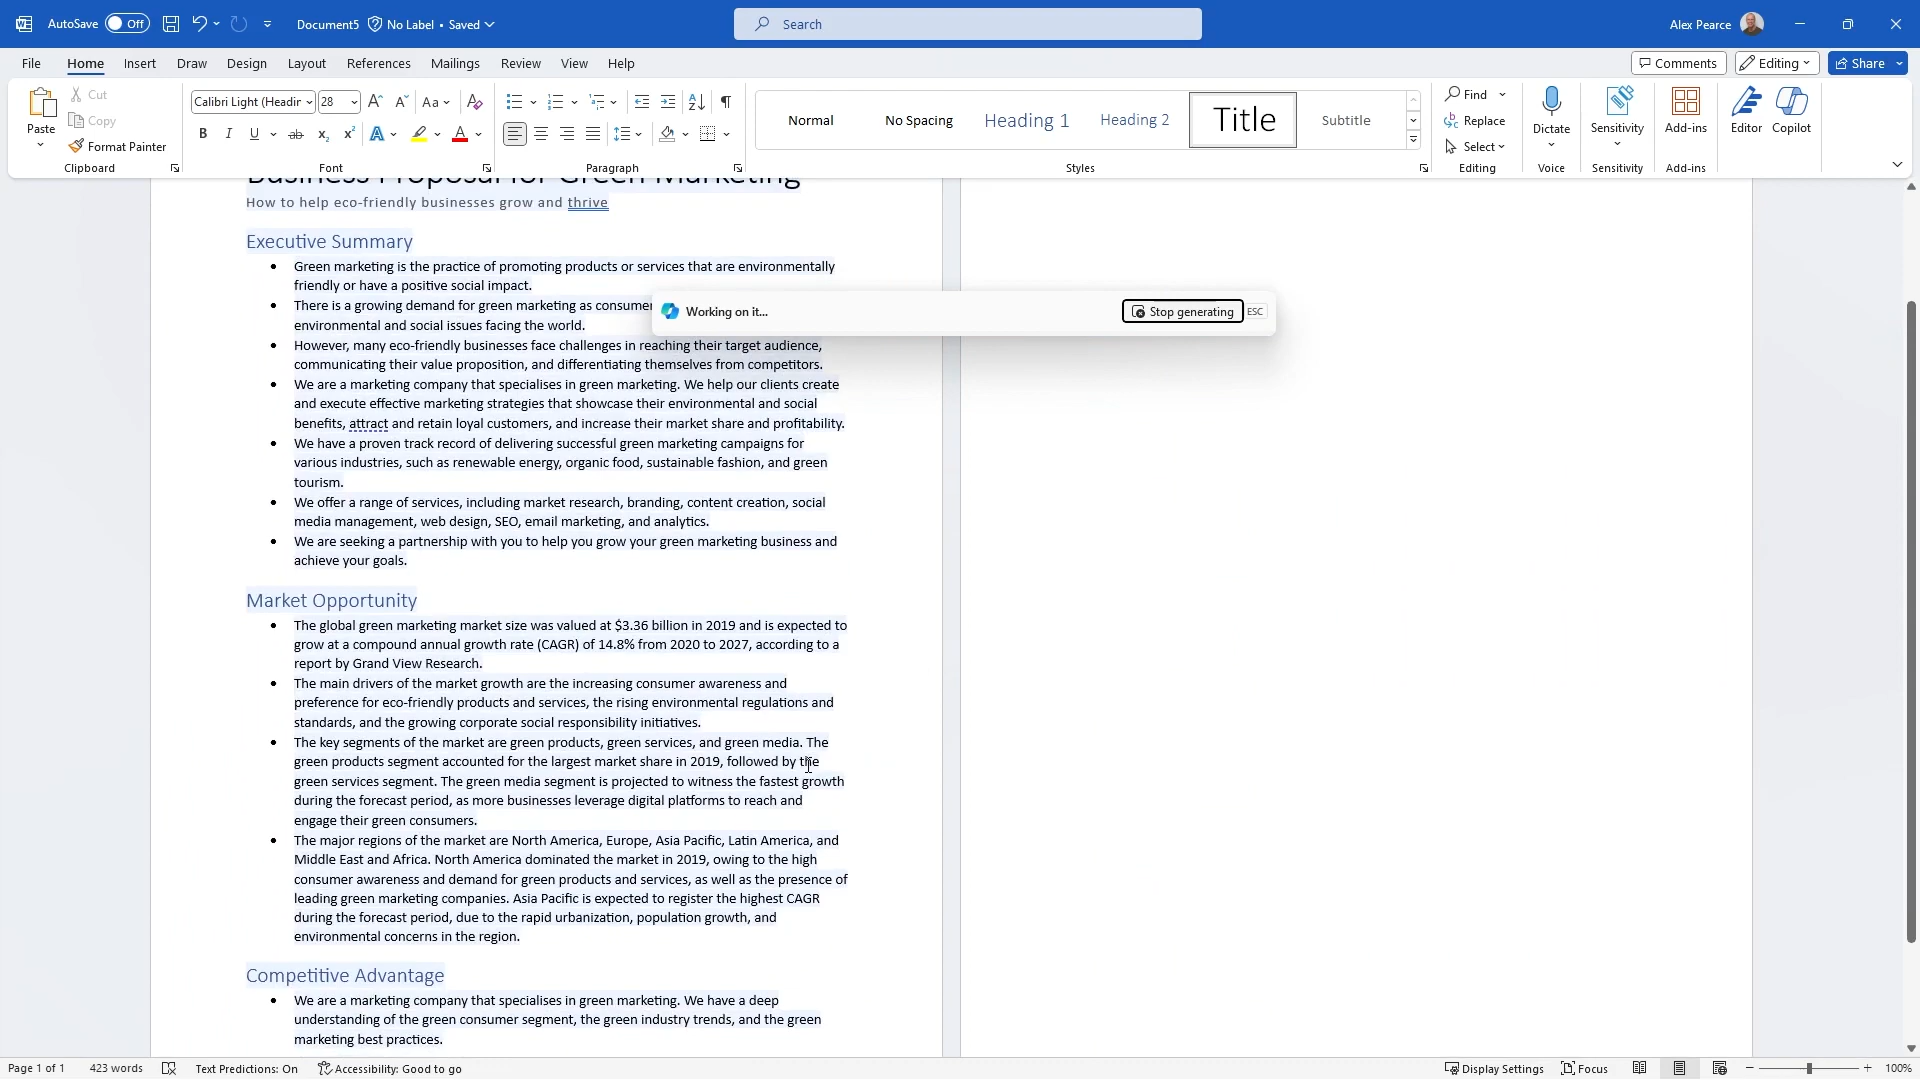 AutoSave Off Document5 No Label • Saved Search Alex Pearce
File Home Insert Draw Design Layout References Mailings Review View Help Comments Editing Share
Paste Cut Copy Format Painter Clipboard
Calibri Light (Headir 28 Aa Font
Paragraph
Normal No Spacing Heading 1 Heading 2 Title Subtitle Styles
Find Replace Select Editing
Dictate Voice
Sensitivity Sensitivity
Add-ins Add-ins
Editor Copilot
Business Proposal for Green Marketing
How to help eco-friendly businesses grow and thrive
Executive Summary
• Green marketing is the practice of promoting products or services that are environmentally
friendly or have a positive social impact.
• There is a growing demand for green marketing as consumer
environmental and social issues facing the world.
Working on it... Stop generating ESC
• However, many eco-friendly businesses face challenges in reaching their target audience,
communicating their value proposition, and differentiating themselves from competitors.
• We are a marketing company that specialises in green marketing. We help our clients create
and execute effective marketing strategies that showcase their environmental and social
benefits, attract and retain loyal customers, and increase their market share and profitability.
• We have a proven track record of delivering successful green marketing campaigns for
various industries, such as renewable energy, organic food, sustainable fashion, and green
tourism.
• We offer a range of services, including market research, branding, content creation, social
media management, web design, SEO, email marketing, and analytics.
• We are seeking a partnership with you to help you grow your green marketing business and
achieve your goals.
Market Opportunity
• The global green marketing market size was valued at $3.36 billion in 2019 and is expected to
grow at a compound annual growth rate (CAGR) of 14.8% from 2020 to 2027, according to a
report by Grand View Research.
• The main drivers of the market growth are the increasing consumer awareness and
preference for eco-friendly products and services, the rising environmental regulations and
standards, and the growing corporate social responsibility initiatives.
• The key segments of the market are green products, green services, and green media. The
green products segment accounted for the largest market share in 2019, followed by the
green services segment. The green media segment is projected to witness the fastest growth
during the forecast period, as more businesses leverage digital platforms to reach and
engage their green consumers.
• The major regions of the market are North America, Europe, Asia Pacific, Latin America, and
Middle East and Africa. North America dominated the market in 2019, owing to the high
consumer awareness and demand for green products and services, as well as the presence of
leading green marketing companies. Asia Pacific is expected to register the highest CAGR
during the forecast period, due to the rapid urbanization, population growth, and
environmental concerns in the region.
Competitive Advantage
• We are a marketing company that specialises in green marketing. We have a deep
understanding of the green consumer segment, the green industry trends, and the green
marketing best practices.
Page 1 of 1 423 words Text Predictions: On Accessibility: Good to go Display Settings Focus 100%